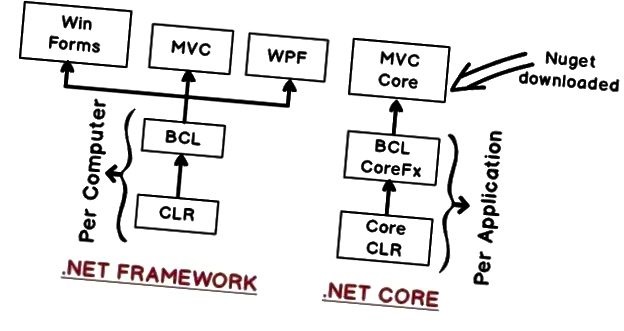 Win
Forms
MVC
WPF
BCL
CLR
Per Computer
.NET FRAMEWORK
MVC
Core
Nuget
downloaded
BCL
CoreFx
Core
CLR
Per Application
.NET CORE